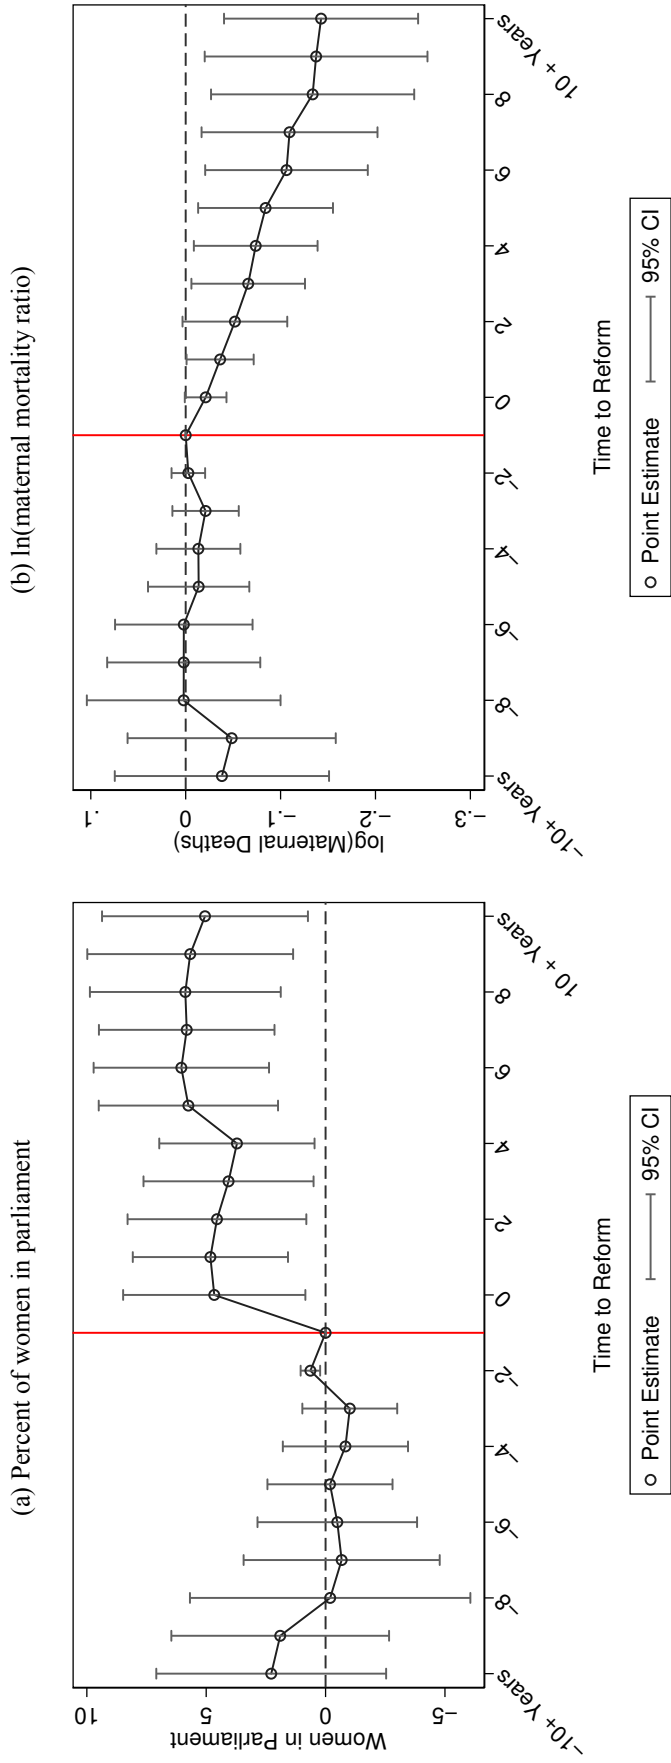 (a) Percent of women in parliament
Women in Parliament
10
5
0
−5
−10+ Years
−8
−6
−4
−2
0
2
4
6
8
10 + Years
Time to Reform
Point Estimate
95% CI
(b) ln(maternal mortality ratio)
log(Maternal Deaths)
.1
0
−.1
−.2
−.3
−10+ Years
−8
−6
−4
−2
0
2
4
6
8
10 + Years
Time to Reform
Point Estimate
95% CI